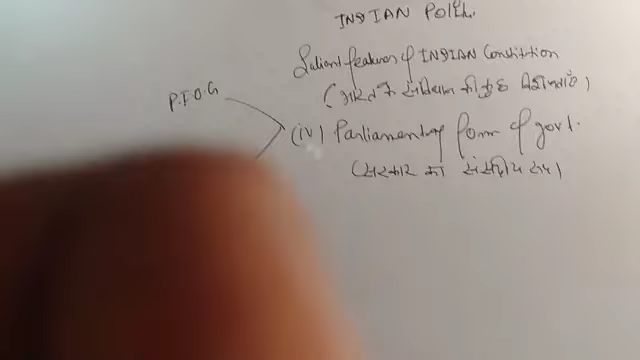 INDIAN Polity
Salient features of INDIAN Constitution
(भारत के संविधान की कुछ विशेषताएँ)
P.F.O.G
(iv) Parliamentary form of govt.
(सरकार का संसदीय रूप)